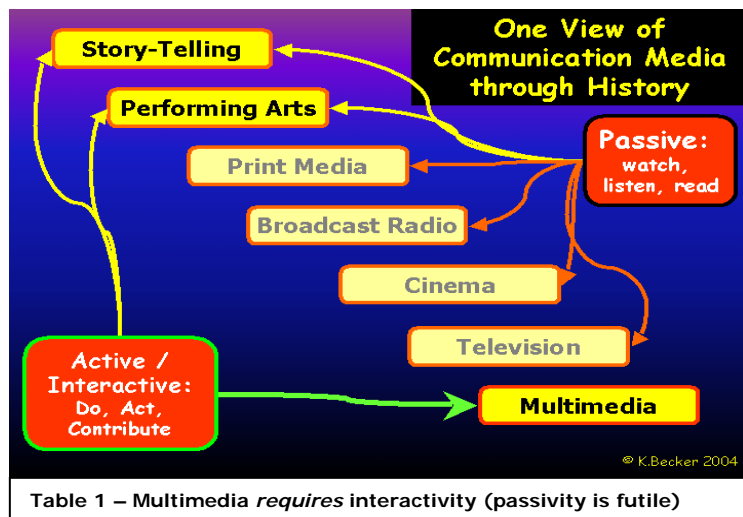 One View of
Communication Media
through History
Story-Telling
Performing Arts
Print Media
Broadcast Radio
Cinema
Television
Passive:
watch,
listen, read
Active /
Interactive:
Do, Act,
Contribute
Multimedia
© K.Becker 2004
Table 1 – Multimedia requires interactivity (passivity is futile)